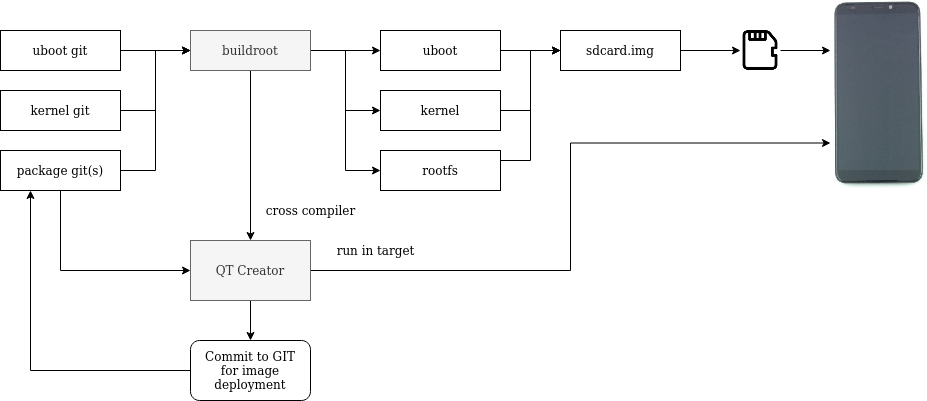 uboot git
buildroot
uboot
sdcard.img
kernel git
kernel
package git(s)
rootfs
cross compiler
run in target
QT Creator
Commit to GIT
for image
deployment